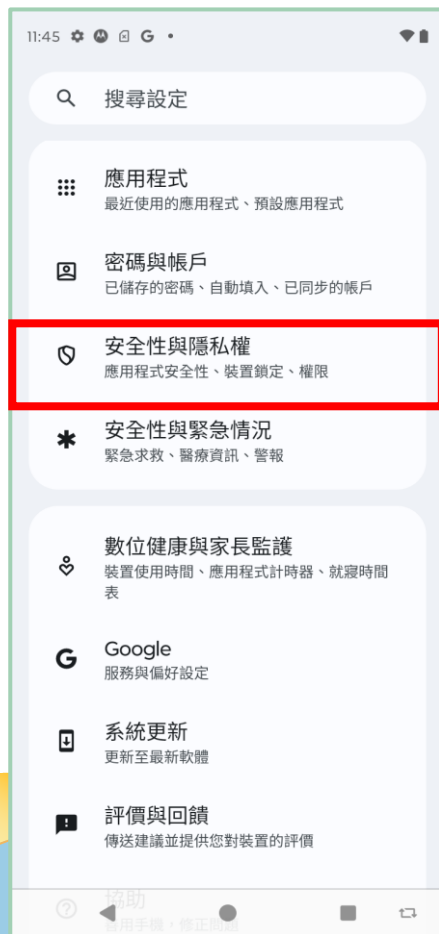 11:45
搜尋設定
應用程式
最近使用的應用程式、預設應用程式
密碼與帳戶
已儲存的密碼、自動填入、已同步的帳戶
安全性與隱私權
應用程式安全性、裝置鎖定、權限
安全性與緊急情況
緊急求救、醫療資訊、警報
數位健康與家長監護
裝置使用時間、應用程式計時器、就寢時間
表
Google
服務與偏好設定
系統更新
更新至最新軟體
評價與回饋
傳送建議並提供您對裝置的評價
協助